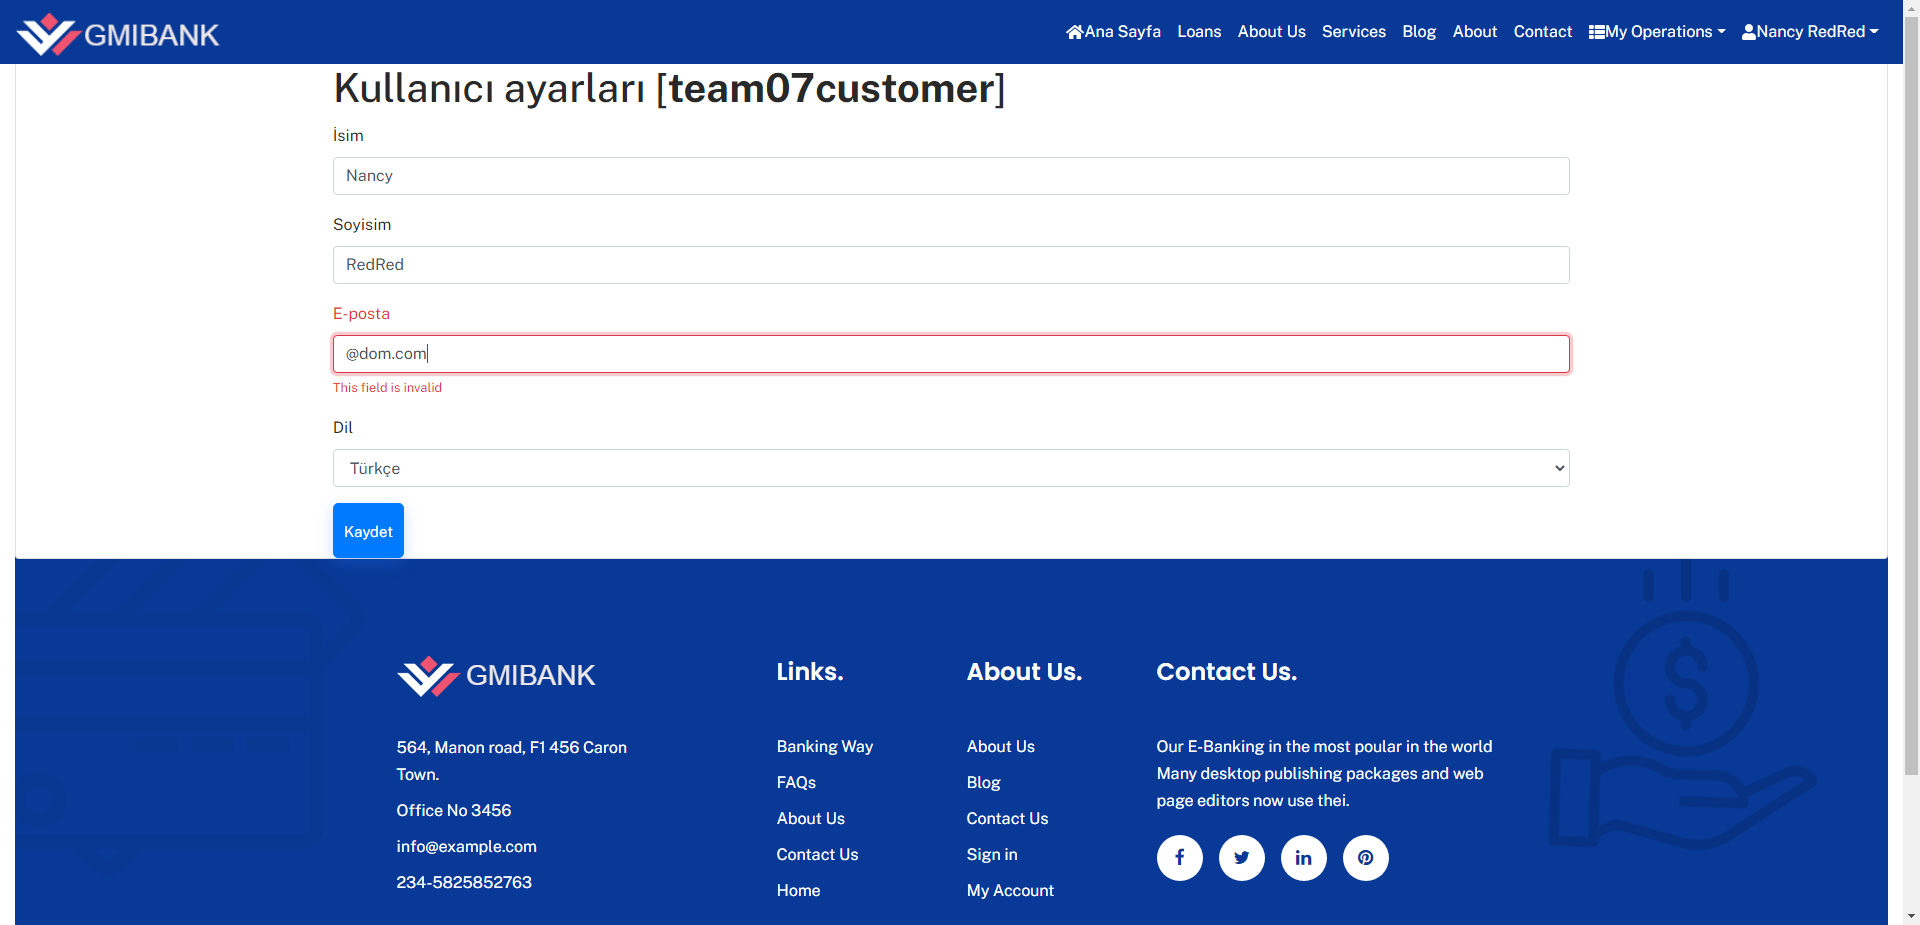 GMIBANK
Ana Sayfa Loans About Us Services Blog About Contact My Operations Nancy RedRed
Kullanıcı ayarları [team07customer]
İsim
Nancy
Soyisim
RedRed
E-posta
@dom.com
This field is invalid
Dil
Türkçe
Kaydet
GMIBANK
564, Manon road, F1 456 Caron
Town.
Office No 3456
info@example.com
234-5825852763
Links.
Banking Way
FAQs
About Us
Contact Us
Home
About Us.
About Us
Blog
Contact Us
Sign in
My Account
Contact Us.
Our E-Banking in the most poular in the world
Many desktop publishing packages and web
page editors now use thei.